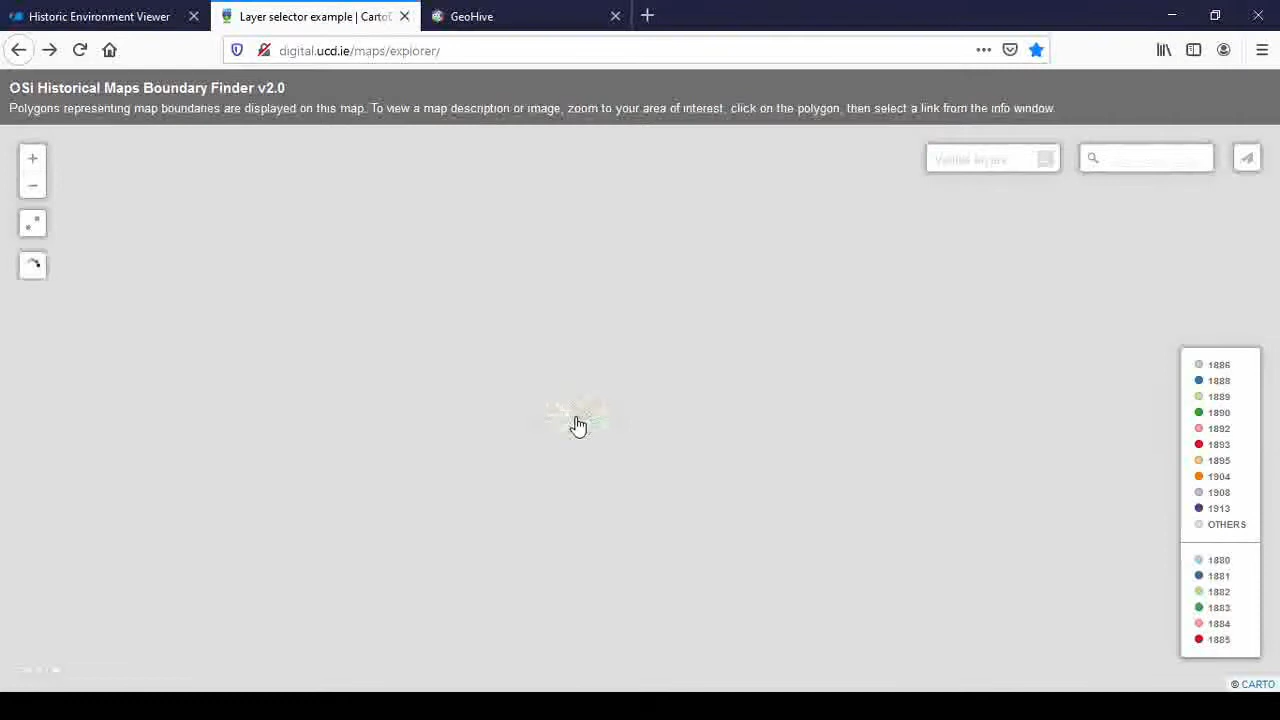 Historic Environment Viewer
Layer selector example | CartoD
GeoHive
digital.ucd.ie/maps/explorer/
OSi Historical Maps Boundary Finder v2.0
Polygons representing map boundaries are displayed on this map. To view a map description or image, zoom to your area of interest, click on the polygon, then select a link from the info window.
Visible layers
1886
1888
1889
1890
1892
1893
1895
1904
1908
1913
OTHERS
1880
1881
1882
1883
1884
1885
© CARTO